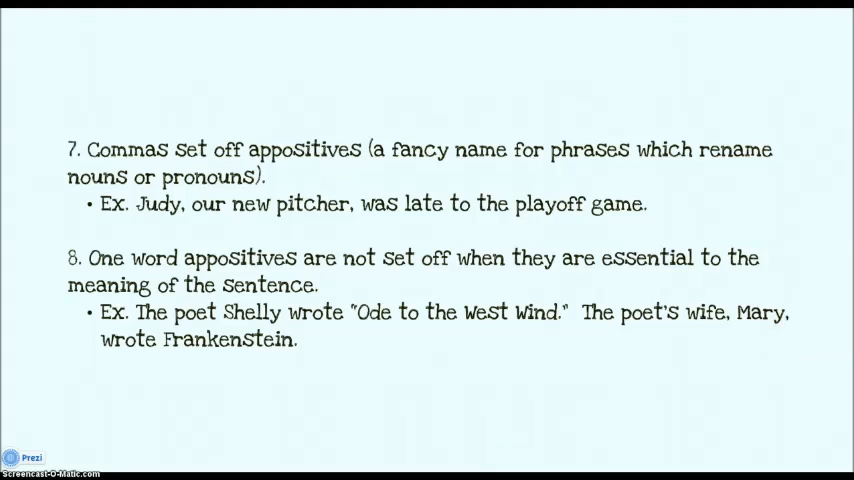 7. Commas set off appositives (a fancy name for phrases which rename
nouns or pronouns).
• Ex. Judy, our new pitcher, was late to the playoff game.
8. One word appositives are not set off when they are essential to the
meaning of the sentence.
• Ex. The poet Shelly wrote "Ode to the West Wind." The poet's wife, Mary,
wrote Frankenstein.
Prezi
Screencast-O-Matic.com